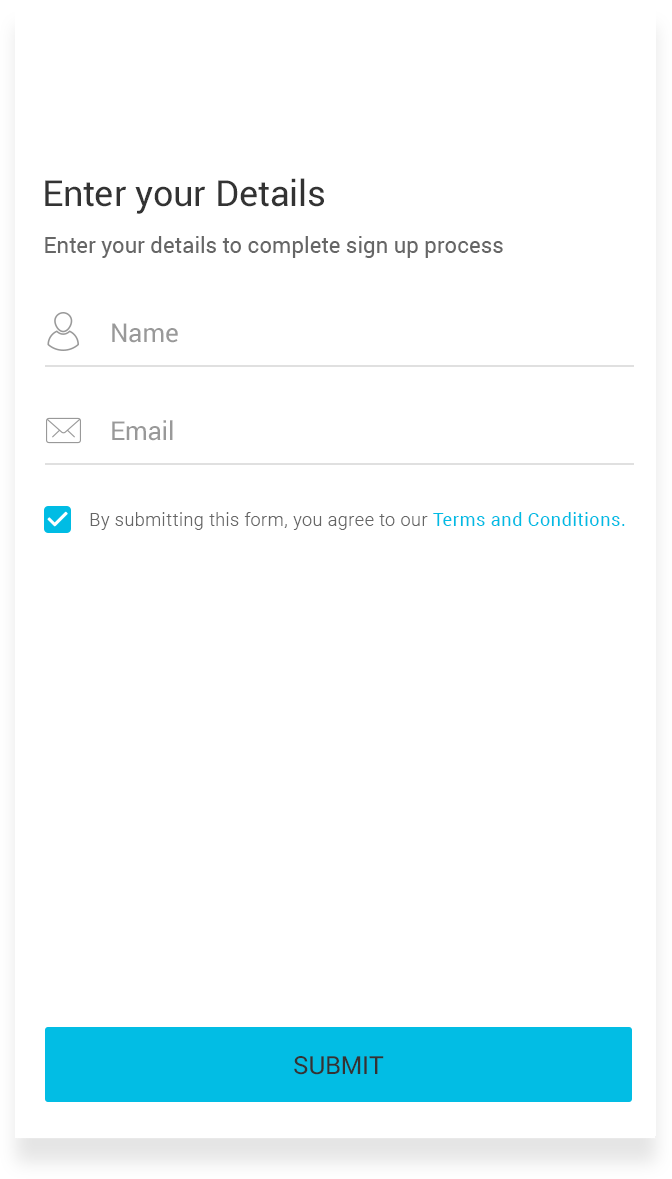 Enter your Details
Enter your details to complete sign up process
Name
Email
By submitting this form, you agree to our Terms and Conditions.
SUBMIT